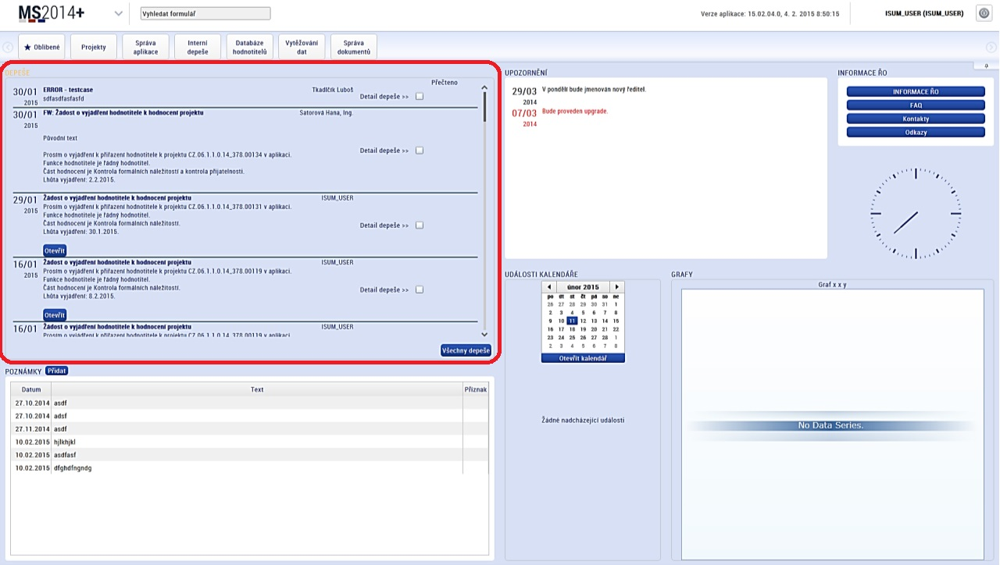 MS2014+
Vyhledat formulář
Verze aplikace: 15.02.04.0, 4. 2. 2015 8:50:15
ISUM_USER (ISUM_USER)
★ Oblíbené
Projekty
Správa
aplikace
Interní
depeše
Databáze
hodnotitelů
Vytěžování
dat
Správa
dokumentů
DEPEŠE
Přečteno
30/01
2015
ERROR - testcase
sdfasdfasfasfd
Tkadlčík Luboš
Detail depeše >>
30/01
2015
FW: Žádost o vyjádření hodnotitele k hodnocení projektu
Satorová Hana, Ing.
Původní text
Prosím o vyjádření k přiřazení hodnotitele k projektu CZ.06.1.1.0.14_378.00134 v aplikaci.
Funkce hodnotitele je řádný hodnotitel.
Část hodnocení je Kontrola formálních náležitostí a kontrola přijatelnosti.
Lhůta vyjádření: 2.2.2015.
Detail depeše >>
29/01
2015
Žádost o vyjádření hodnotitele k hodnocení projektu
ISUM_USER
Prosím o vyjádření k přiřazení hodnotitele k projektu CZ.06.1.1.0.14_378.00131 v aplikaci.
Funkce hodnotitele je řádný hodnotitel.
Část hodnocení je Kontrola formálních náležitostí.
Lhůta vyjádření: 30.1.2015.
Detail depeše >>
Otevřít
16/01
2015
Žádost o vyjádření hodnotitele k hodnocení projektu
ISUM_USER
Prosím o vyjádření k přiřazení hodnotitele k projektu CZ.06.1.1.0.14_378.00119 v aplikaci.
Funkce hodnotitele je řádný hodnotitel.
Část hodnocení je Kontrola formálních náležitostí.
Lhůta vyjádření: 8.2.2015.
Detail depeše >>
Otevřít
16/01
Žádost o vyjádření hodnotitele k hodnocení projektu
ISUM_USER
Prosím o vyjádření k přiřazení hodnotitele k projektu CZ.06.1.1.0.14_378.00119 v aplikaci.
Všechny depeše
UPOZORNĚNÍ
29/03
2014
V pondělí bude jmenován nový ředitel.
07/03
2014
Bude proveden upgrade.
INFORMACE ŘO
INFORMACE ŘO
FAQ
Kontakty
Odkazy
POZNÁMKY
Přidat
Datum Text Příznak
27.10.2014 asdf
27.10.2014 adsf
27.11.2014 asdf
10.02.2015 hjlkhjkl
10.02.2015 asdfasf
10.02.2015 dfghdfngndg
UDÁLOSTI KALENDÁŘE
únor 2015
po út st čt pá so ne
26 27 28 29 30 31 1
2 3 4 5 6 7 8
9 10 11 12 13 14 15
16 17 18 19 20 21 22
23 24 25 26 27 28 1
2 3 4 5 6 7 8
Otevřít kalendář
Žádné nadcházející události
GRAFY
Graf x x y
No Data Series.